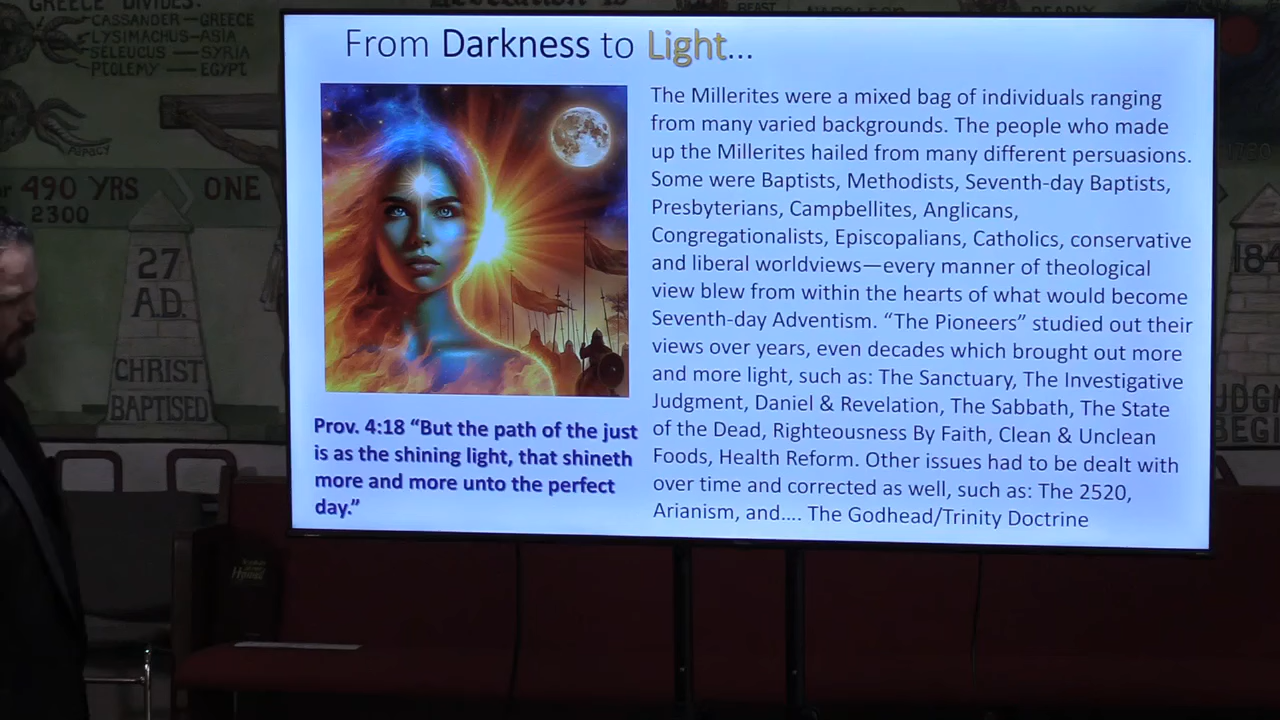 GREECE DIVIDES:
CASSANDER — GREECE
LYSIMACHUS — ASIA
SELEUCUS — SYRIA
PTOLEMY — EGYPT
PAPACY
490 YRS
ONE
2300
27
A.D.
CHRIST
BAPTISED
From Darkness to Light...
The Millerites were a mixed bag of individuals ranging
from many varied backgrounds. The people who made
up the Millerites hailed from many different persuasions.
Some were Baptists, Methodists, Seventh-day Baptists,
Presbyterians, Campbellites, Anglicans,
Congregationalists, Episcopalians, Catholics, conservative
and liberal worldviews—every manner of theological
view blew from within the hearts of what would become
Seventh-day Adventism. “The Pioneers” studied out their
views over years, even decades which brought out more
and more light, such as: The Sanctuary, The Investigative
Judgment, Daniel & Revelation, The Sabbath, The State
of the Dead, Righteousness By Faith, Clean & Unclean
Foods, Health Reform. Other issues had to be dealt with
over time and corrected as well, such as: The 2520,
Arianism, and.... The Godhead/Trinity Doctrine
Prov. 4:18 “But the path of the just
is as the shining light, that shineth
more and more unto the perfect
day.”